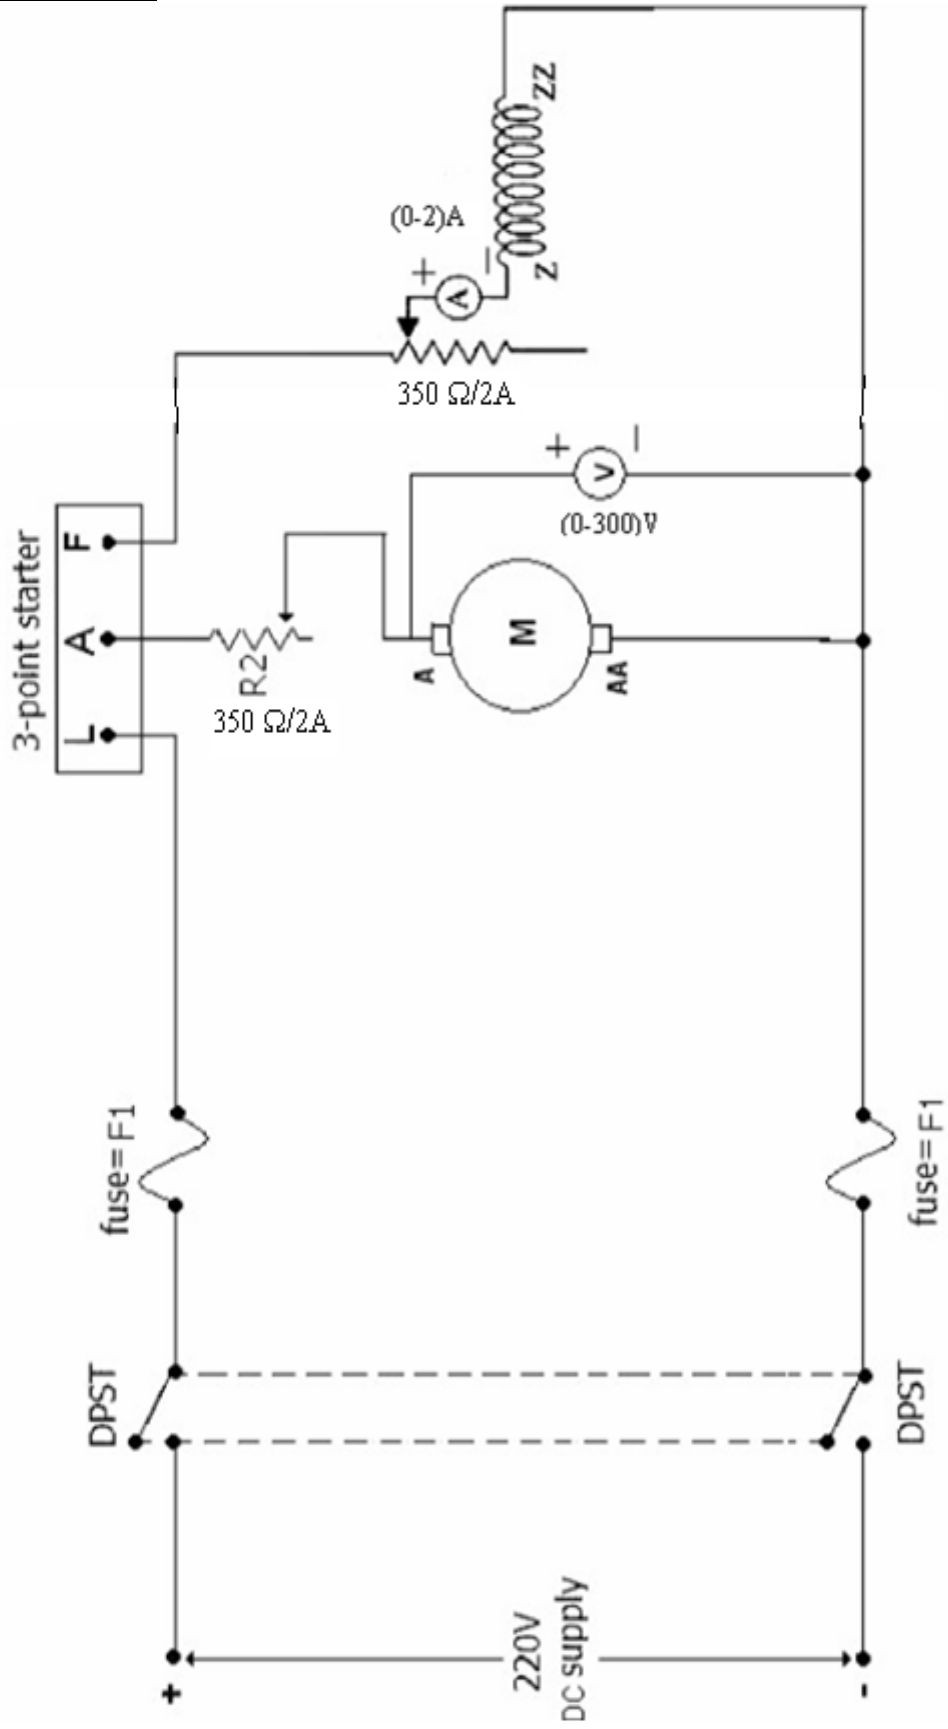 3-point starter
L
A
F
R2
350 Ω/2A
350 Ω/2A
(0-2)A
+
A
−
Z
ZZ
+
V
−
(0-300)V
A
M
AA
fuse= F1
fuse= F1
DPST
DPST
+
220V
DC supply
-